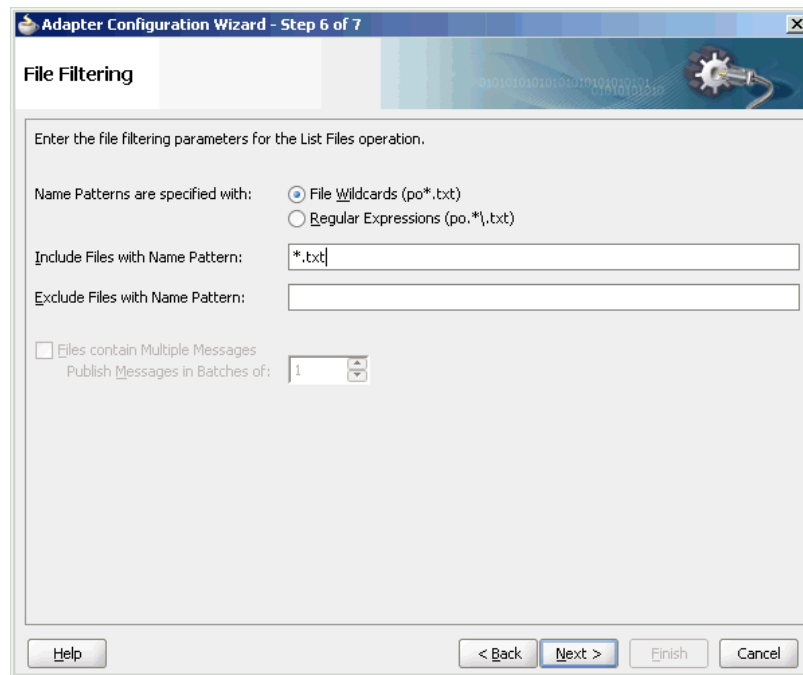 Adapter Configuration Wizard - Step 6 of 7
File Filtering
Enter the file filtering parameters for the List Files operation.
Name Patterns are specified with:
File Wildcards (po*.txt)
Regular Expressions (po.*\.txt)
Include Files with Name Pattern:
*.txt
Exclude Files with Name Pattern:
Files contain Multiple Messages
Publish Messages in Batches of:
1
Help
< Back
Next >
Finish
Cancel